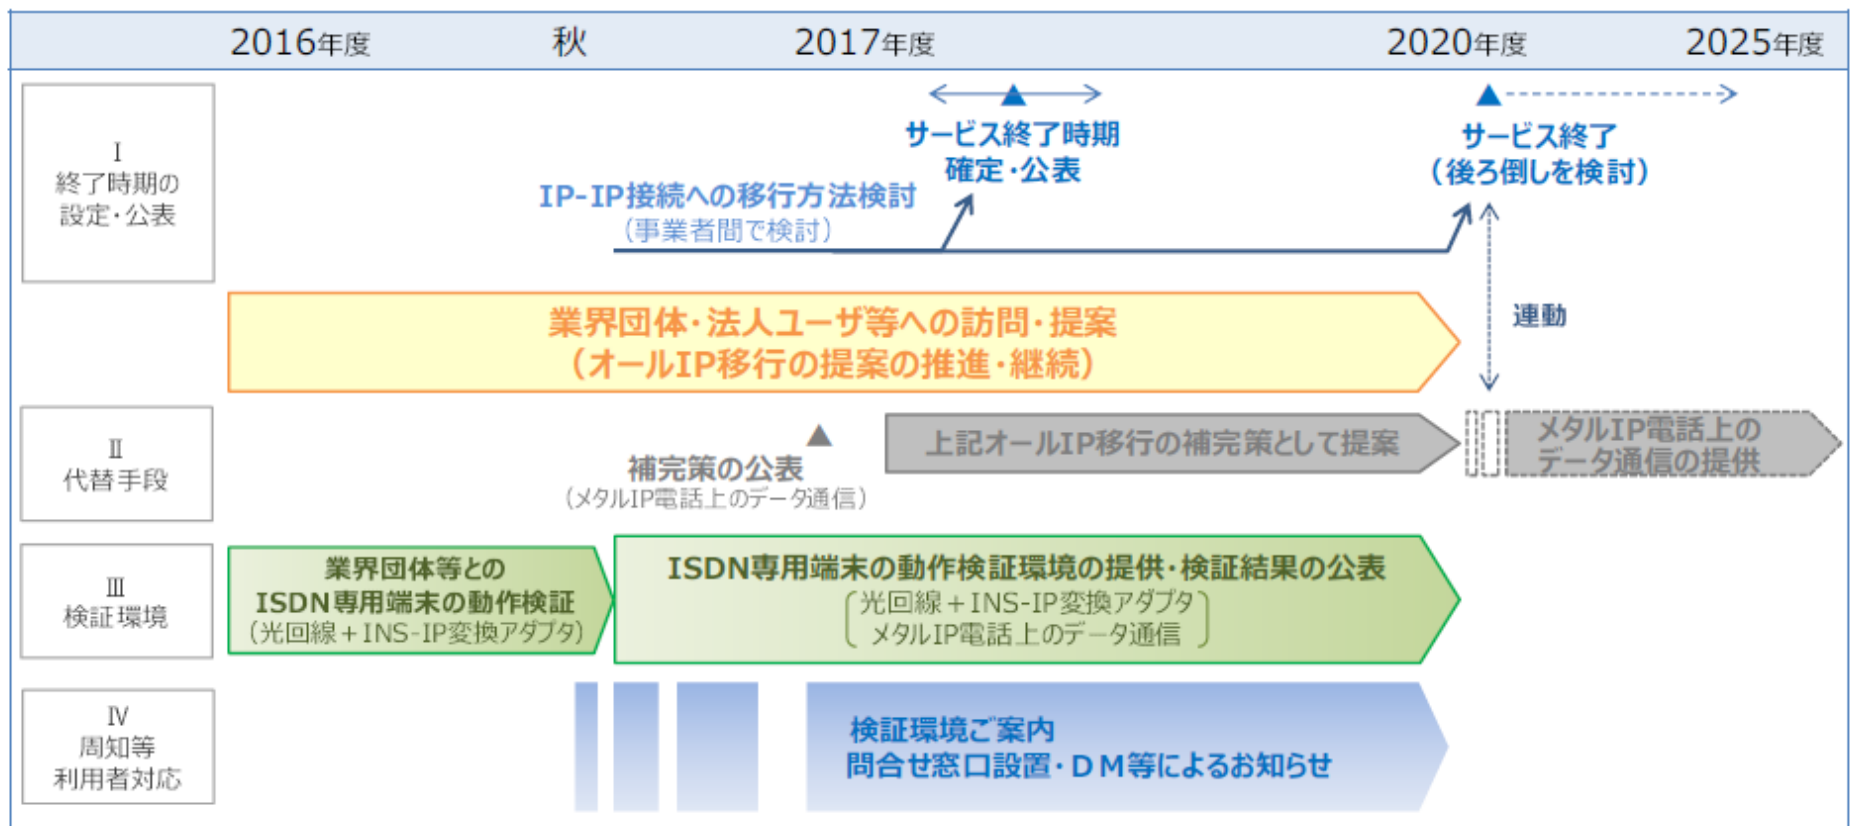 2016年度 秋 2017年度 2020年度 2025年度
Ⅰ
終了時期の
設定・公表
サービス終了時期
確定・公表
サービス終了
（後ろ倒しを検討）
IP-IP接続への移行方法検討
（事業者間で検討）
業界団体・法人ユーザ等への訪問・提案
（オールIP移行の提案の推進・継続）
連動
Ⅱ
代替手段
補完策の公表
（メタルIP電話上のデータ通信）
上記オールIP移行の補完策として提案
メタルIP電話上の
データ通信の提供
Ⅲ
検証環境
業界団体等との
ISDN専用端末の動作検証
（光回線＋INS-IP変換アダプタ）
ISDN専用端末の動作検証環境の提供・検証結果の公表
光回線＋INS-IP変換アダプタ
メタルIP電話上のデータ通信
Ⅳ
周知等
利用者対応
検証環境ご案内
問合せ窓口設置・ＤＭ等によるお知らせ